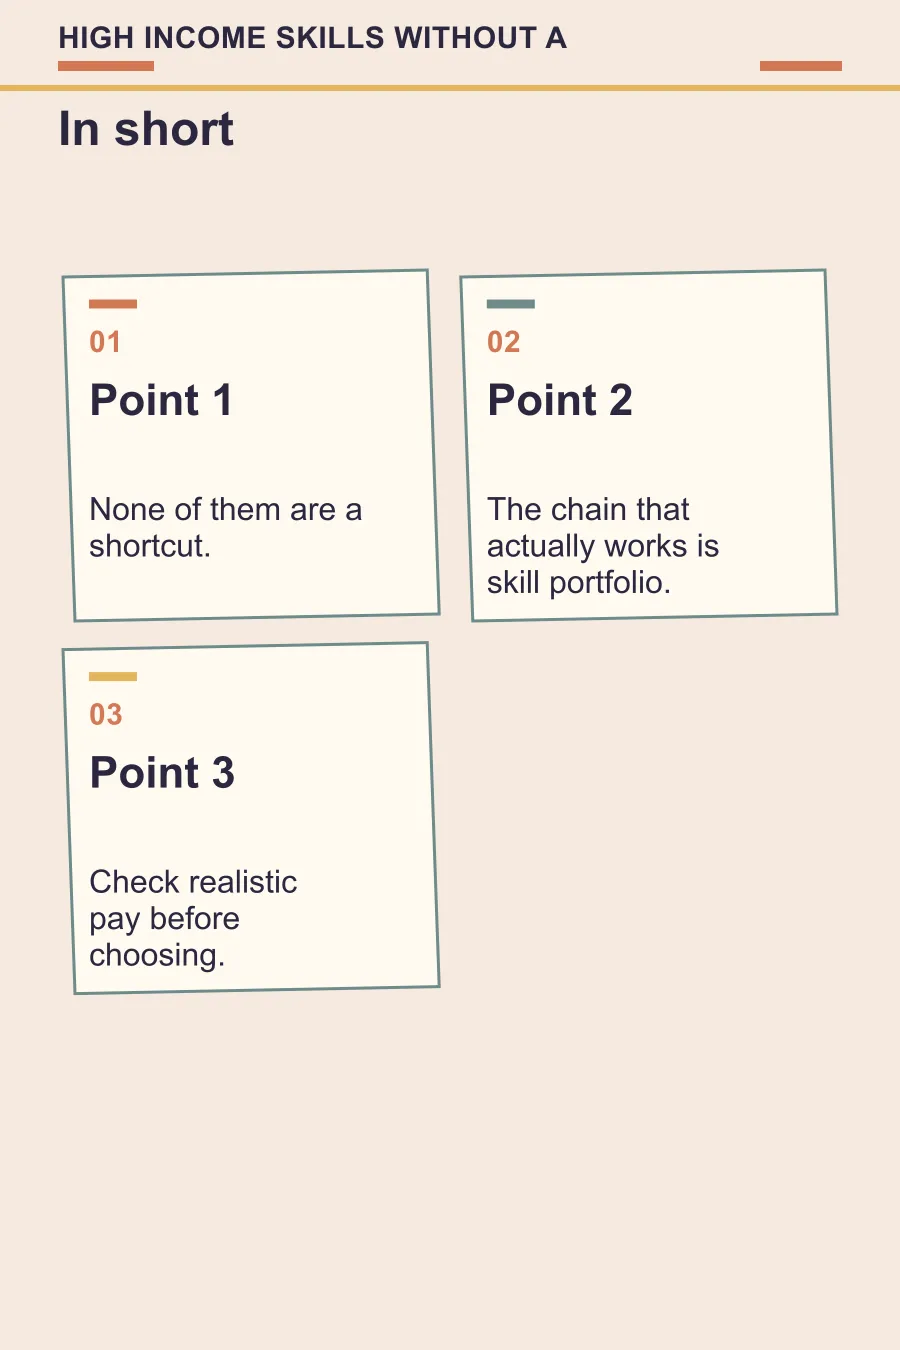 HIGH INCOME SKILLS WITHOUT A
In short
01
Point 1
None of them are a
shortcut.
02
Point 2
The chain that
actually works is
skill portfolio.
03
Point 3
Check realistic
pay before
choosing.